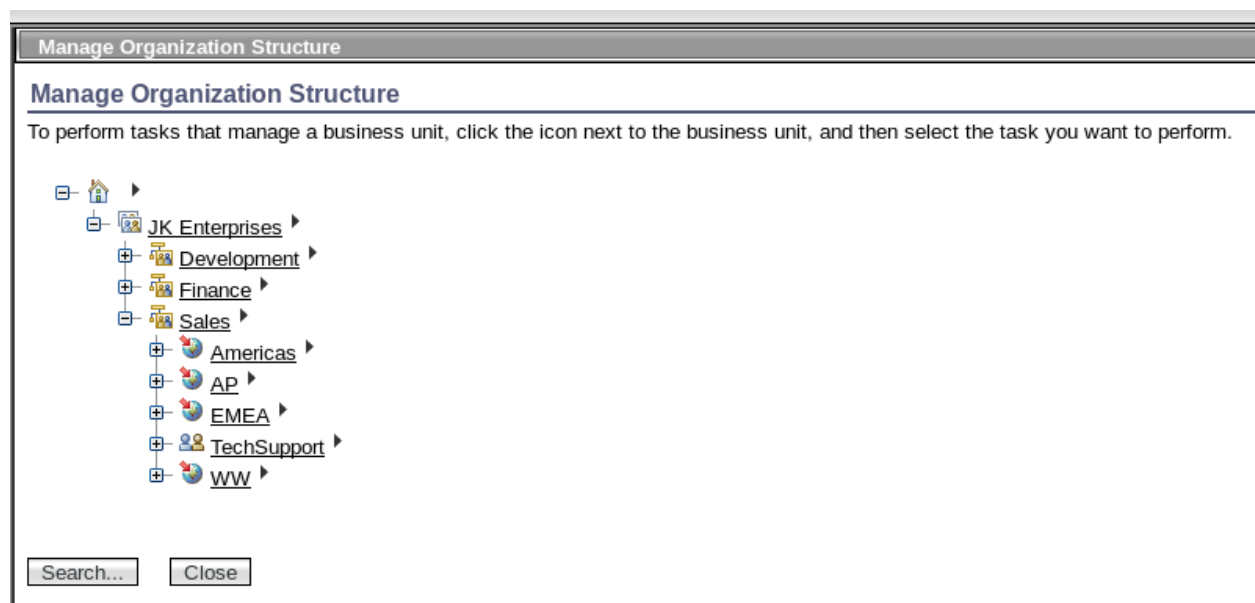 Manage Organization Structure
Manage Organization Structure
To perform tasks that manage a business unit, click the icon next to the business unit, and then select the task you want to perform.
JK Enterprises
Development
Finance
Sales
Americas
AP
EMEA
TechSupport
WW
Search... Close